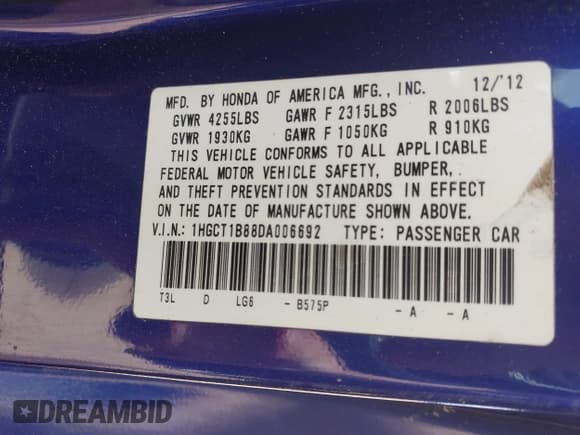 MFD. BY HONDA OF AMERICA MFG., INC. 12/'12
GVWR 4255LBS GAWR F 2315LBS R 2006LBS
GVWR 1930KG GAWR F 1050KG R 910KG
THIS VEHICLE CONFORMS TO ALL APPLICABLE
FEDERAL MOTOR VEHICLE SAFETY, BUMPER,
AND THEFT PREVENTION STANDARDS IN EFFECT
ON THE DATE OF MANUFACTURE SHOWN ABOVE.
V.I.N.: 1HGCT1B88DA006692 TYPE: PASSENGER CAR
T3L D LG6 - B575P - A - A
DREAMBID